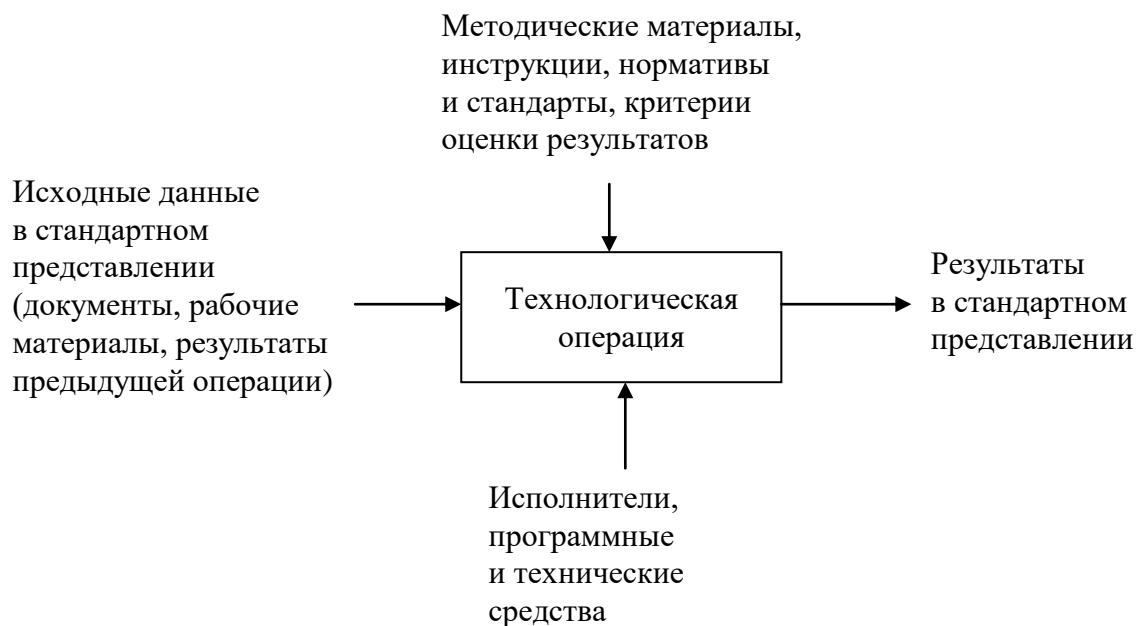 Методические материалы,
инструкции, нормативы
и стандарты, критерии
оценки результатов
Исходные данные
в стандартном
представлении
(документы, рабочие
материалы, результаты
предыдущей операции)
Технологическая
операция
Результаты
в стандартном
представлении
Исполнители,
программные
и технические
средства